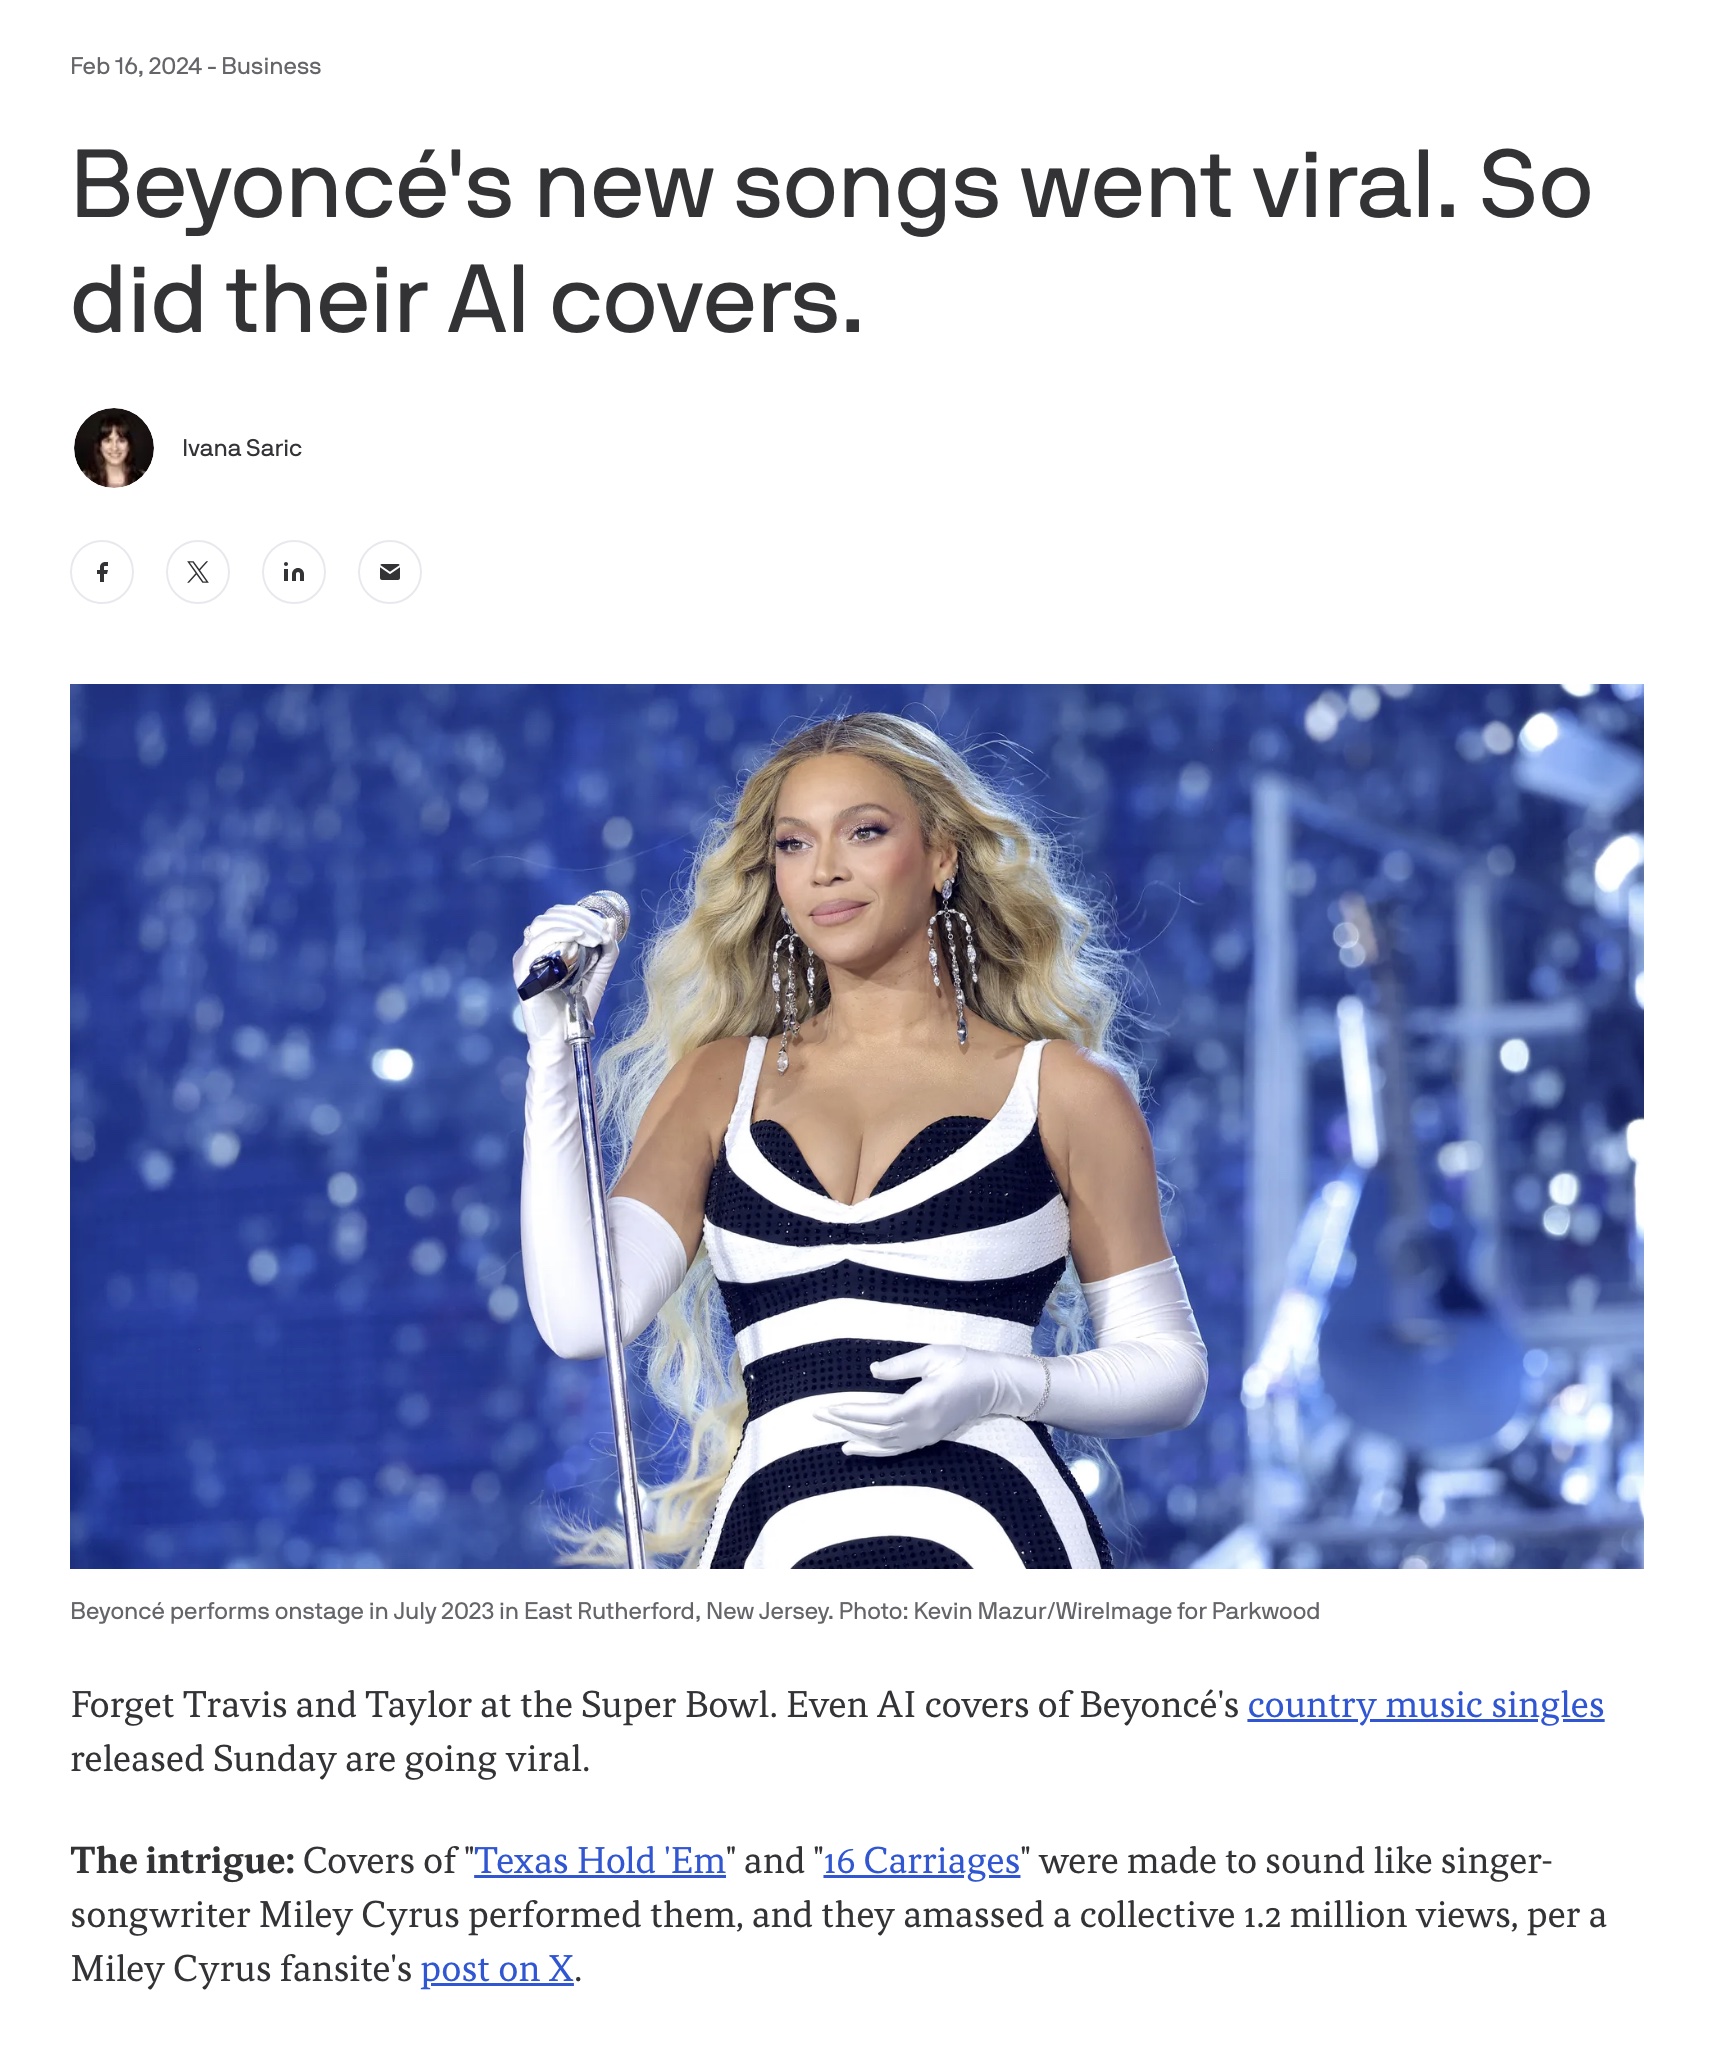 Feb 16, 2024 - Business
Beyoncé's new songs went viral. So
did their AI covers.
Ivana Saric
Beyoncé performs onstage in July 2023 in East Rutherford, New Jersey. Photo: Kevin Mazur/WireImage for Parkwood
Forget Travis and Taylor at the Super Bowl. Even AI covers of Beyoncé's country music singles
released Sunday are going viral.
The intrigue: Covers of "Texas Hold 'Em" and "16 Carriages" were made to sound like singer-
songwriter Miley Cyrus performed them, and they amassed a collective 1.2 million views, per a
Miley Cyrus fansite's post on X.